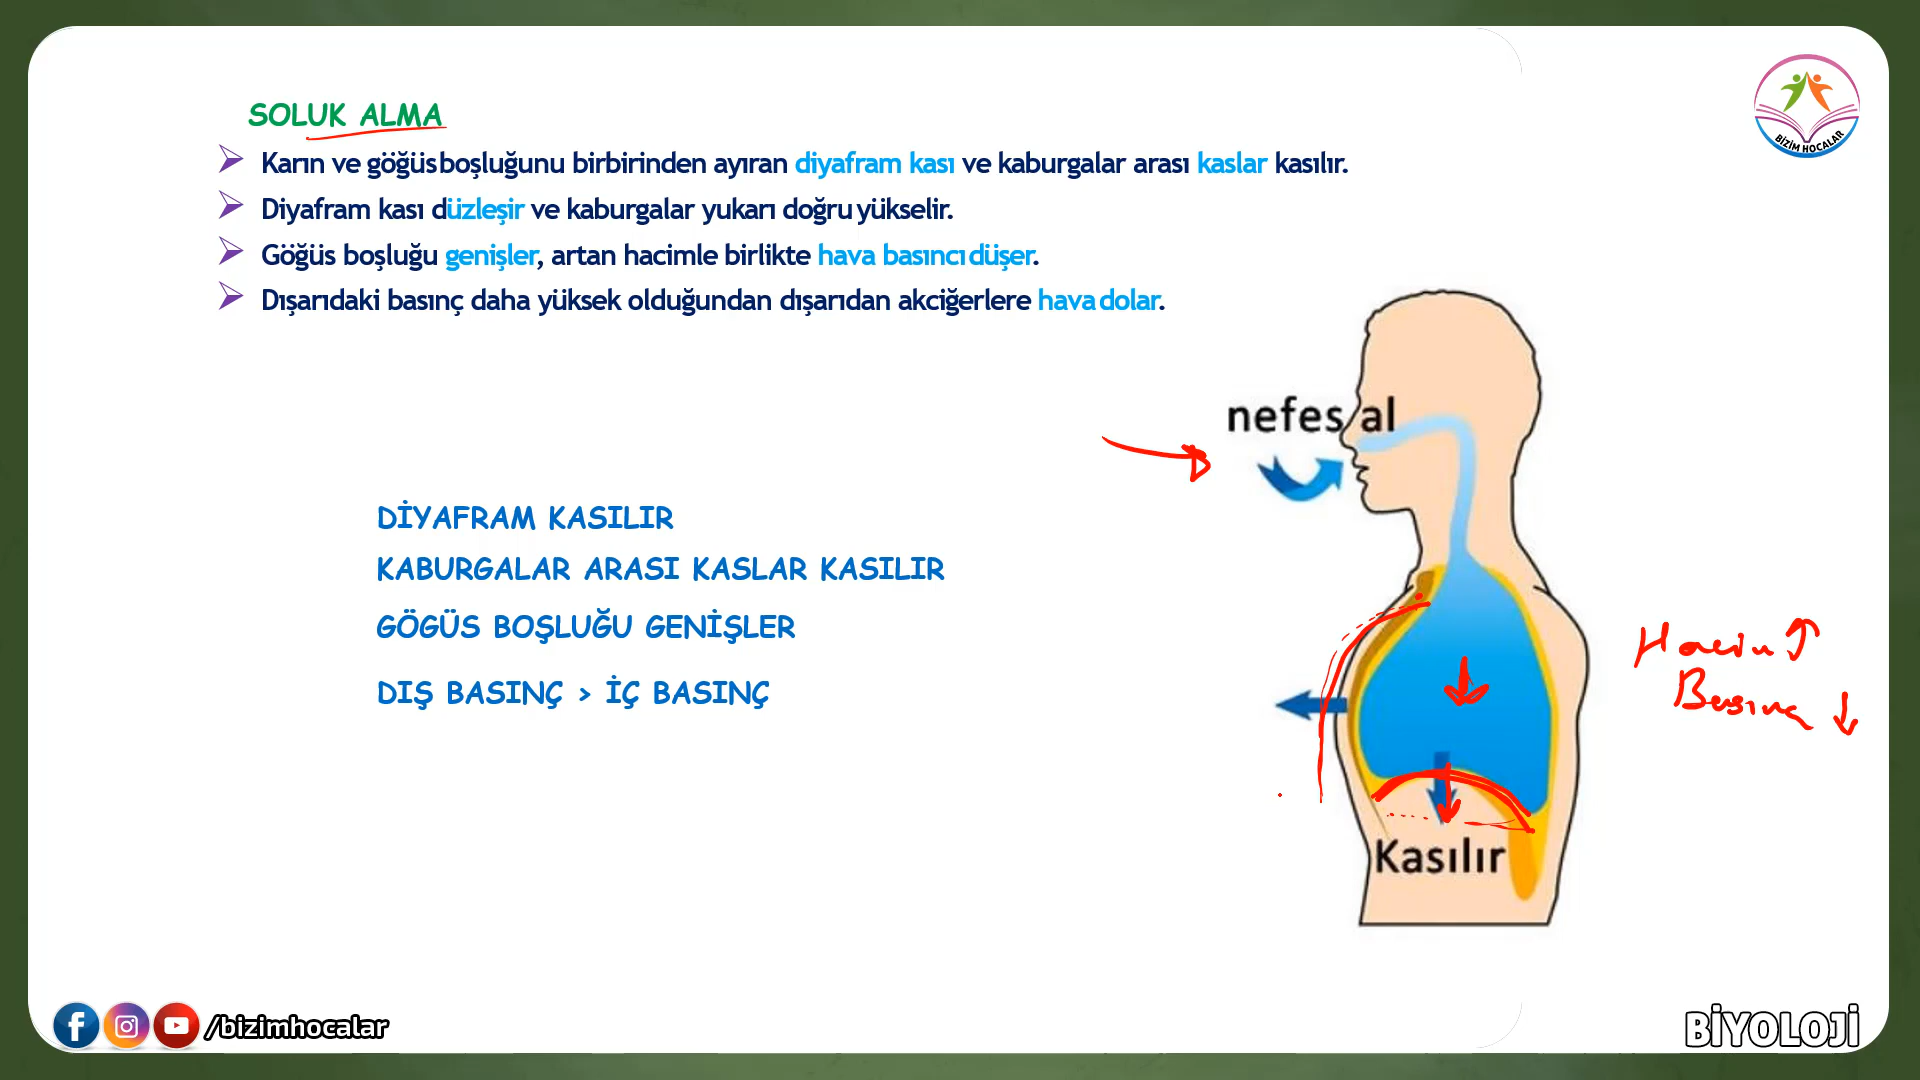 SOLUK ALMA
Karın ve göğüs boşluğunu birbirinden ayıran diyafram kası ve kaburgalar arası kaslar kasılır.
Diyafram kası düzleşir ve kaburgalar yukarı doğru yükselir.
Göğüs boşluğu genişler, artan hacimle birlikte hava basıncı düşer.
Dışarıdaki basınç daha yüksek olduğundan dışarıdan akciğerlere hava dolar.
nefes al
DİYAFRAM KASILIR
KABURGALAR ARASI KASLAR KASILIR
GÖGÜS BOŞLUĞU GENİŞLER
DIŞ BASINÇ > İÇ BASINÇ
Hacim ↑
Basınç ↓
Kasılır
BİZİM HOCALAR
/bizimhocalar
BİYOLOJİ